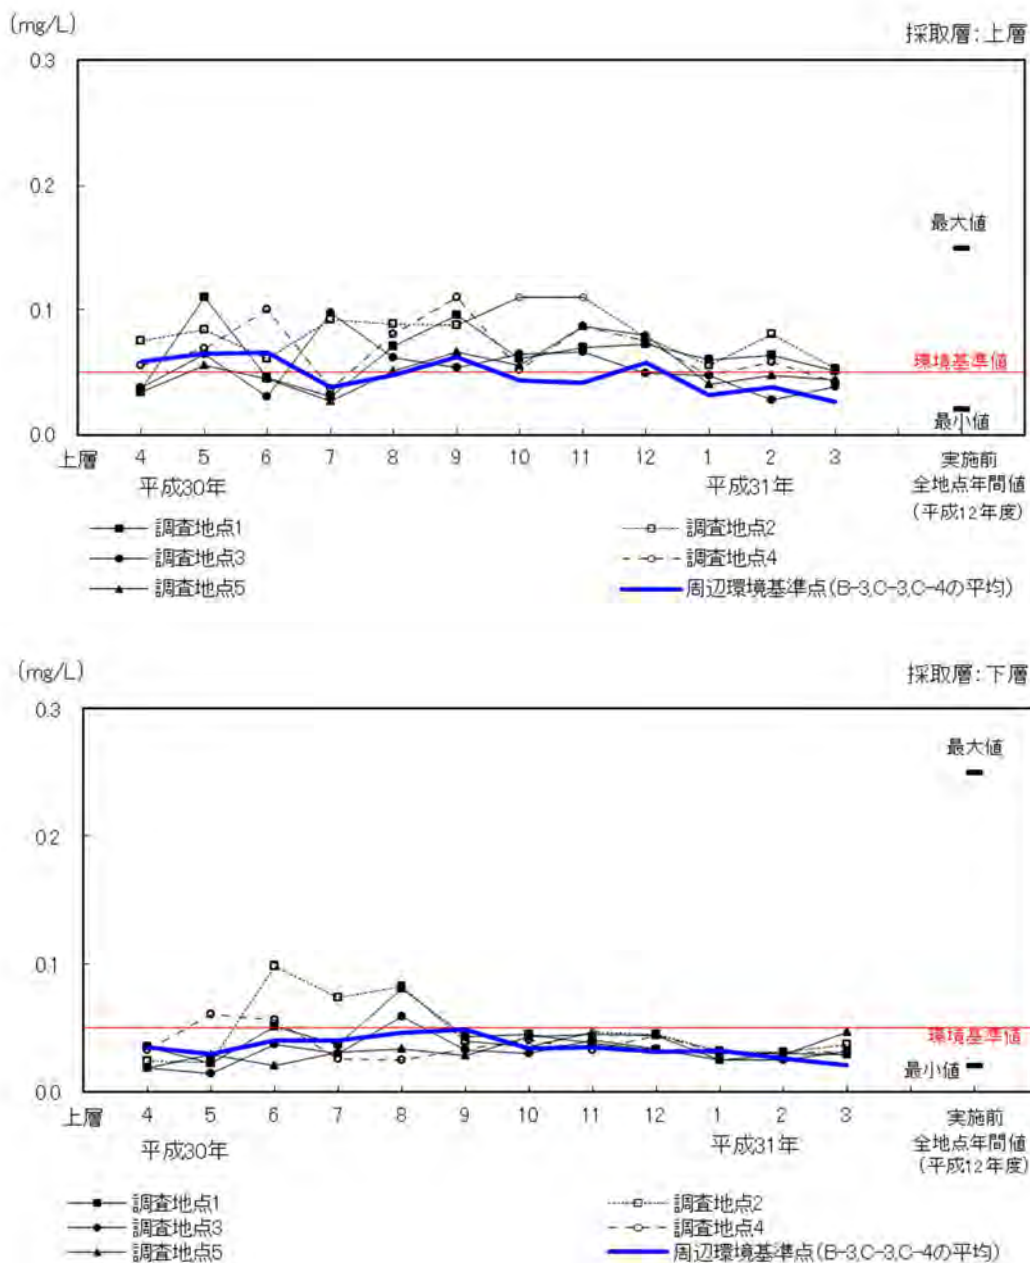 (mg/L)
採取層:上層
0.3
0.2
最大値
0.1
環境基準値
0.0
最小値
上層 4 5 6 7 8 9 10 11 12 1 2 3 実施前
平成30年 平成31年 全地点年間値
(平成12年度)
調査地点1 調査地点2
調査地点3 調査地点4
調査地点5 周辺環境基準点(B-3,C-3,C-4の平均)
(mg/L)
採取層:下層
0.3
最大値
0.2
0.1
環境基準値
最小値
0.0
上層 4 5 6 7 8 9 10 11 12 1 2 3 実施前
平成30年 平成31年 全地点年間値
(平成12年度)
調査地点1 調査地点2
調査地点3 調査地点4
調査地点5 周辺環境基準点(B-3,C-3,C-4の平均)